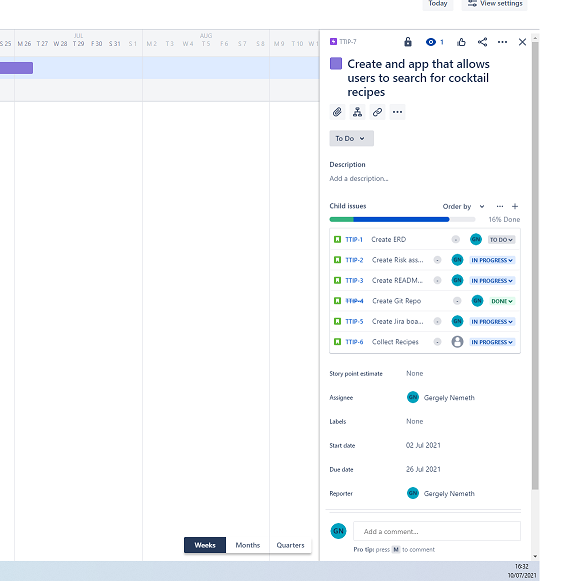 Today
View settings
JUL
AUG
S 25 M 26 T 27 W 28 T 29 F 30 S 31 S 1 M 2 T 3 W 4 T 5 F 6 S 7 S 8 M 9 T 10 W 1
TTIP-7
1
Create and app that allows
users to search for cocktail
recipes
To Do
Description
Add a description...
Child issues
Order by
16% Done
TTIP-1 Create ERD - GN TO DO
TTIP-2 Create Risk ass... - GN IN PROGRESS
TTIP-3 Create READM... - GN IN PROGRESS
TTIP-4 Create Git Repo - GN DONE
TTIP-5 Create Jira boa... - GN IN PROGRESS
TTIP-6 Collect Recipes - IN PROGRESS
Story point estimate None
Assignee GN Gergely Nemeth
Labels None
Start date 02 Jul 2021
Due date 26 Jul 2021
Reporter GN Gergely Nemeth
GN Add a comment...
Weeks Months Quarters
Pro tip: press M to comment
16:32
10/07/2021